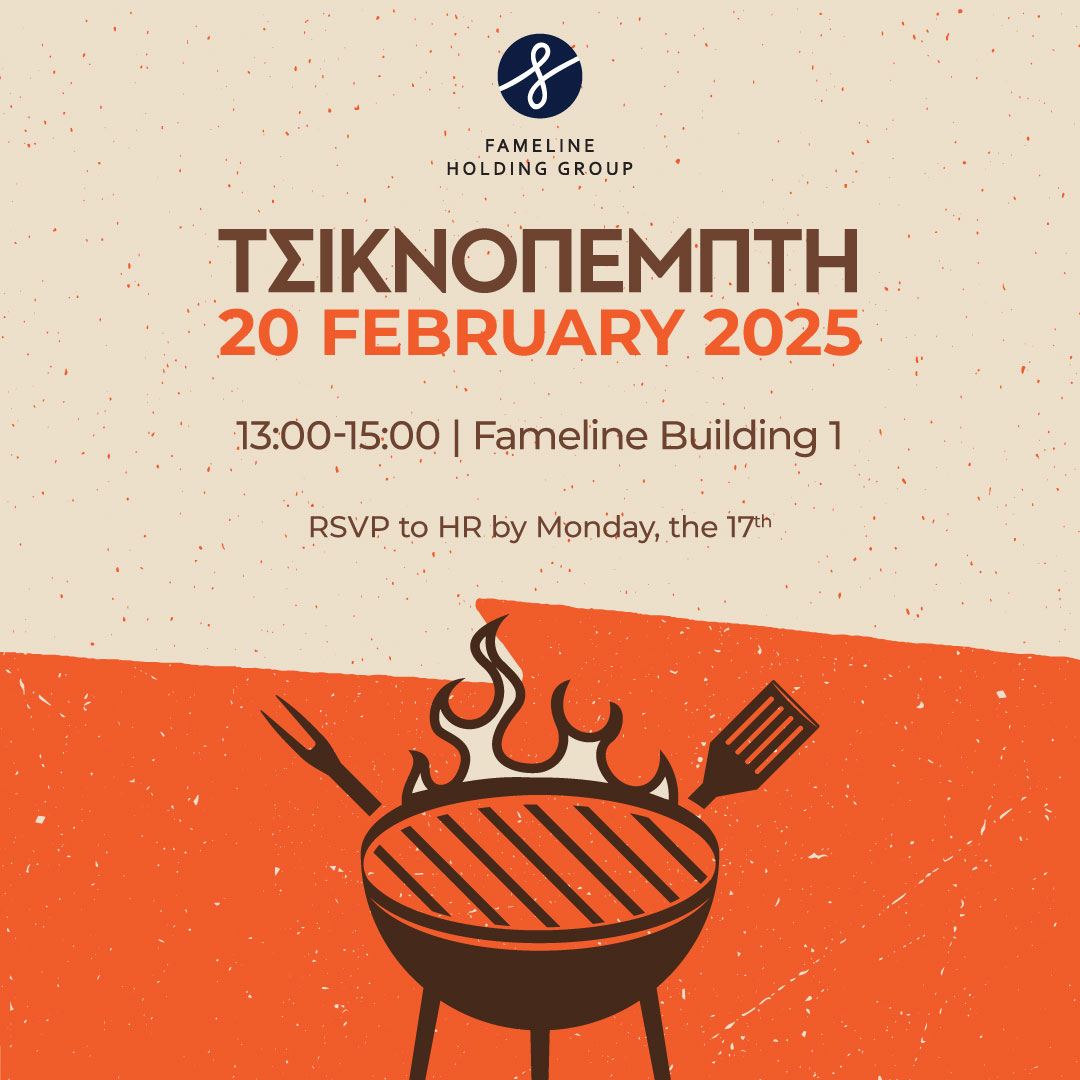 FAMELINE
HOLDING GROUP
ΤΣΙΚΝΟΠΕΜΠΤΗ
20 FEBRUARY 2025
13:00-15:00 | Fameline Building 1
RSVP to HR by Monday, the 17th